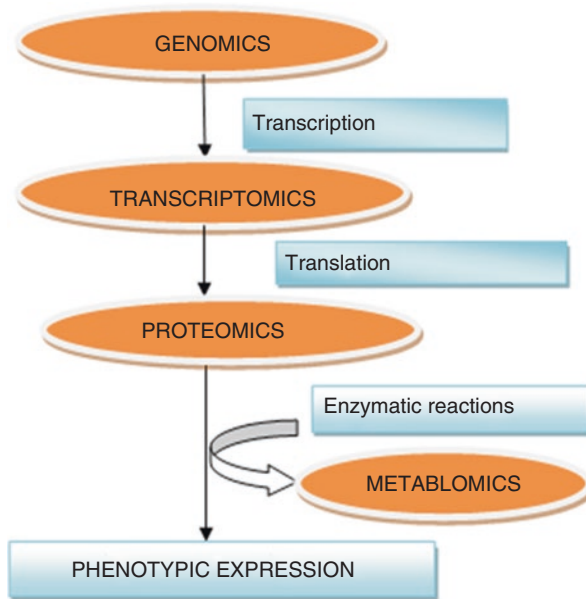 GENOMICS
Transcription
TRANSCRIPTOMICS
Translation
PROTEOMICS
Enzymatic reactions
METABLOMICS
PHENOTYPIC EXPRESSION